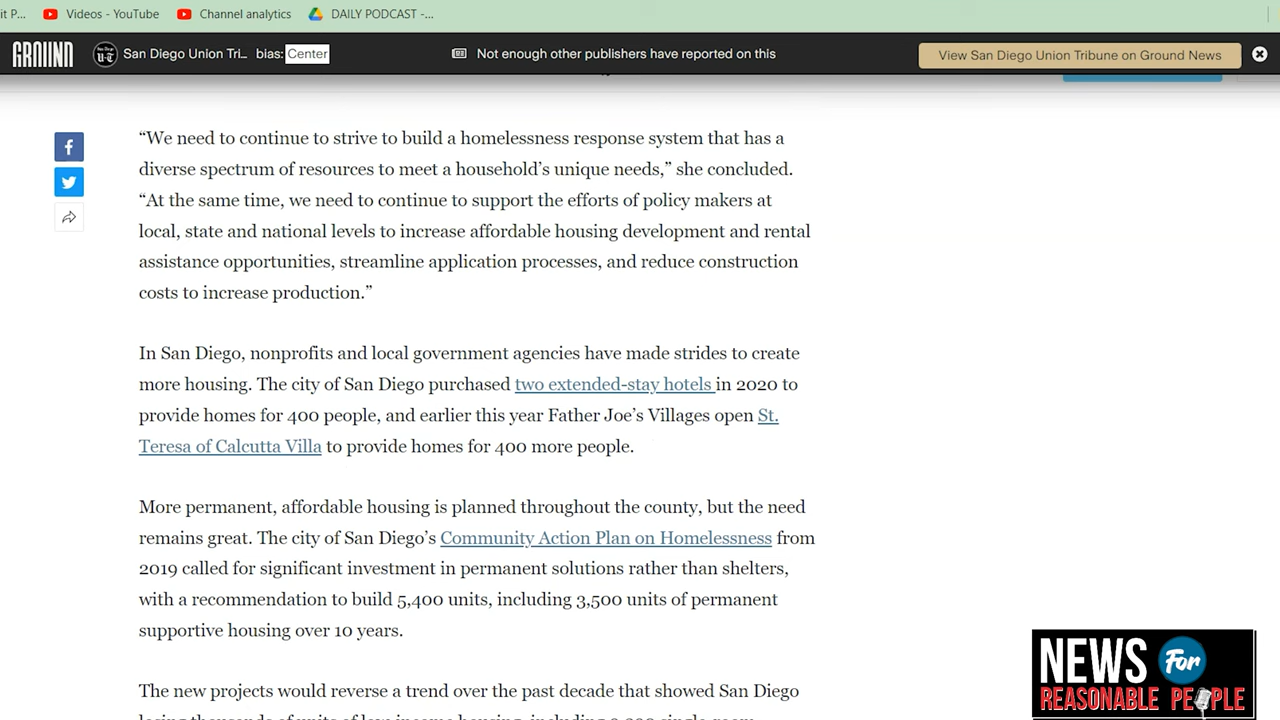 it P...
Videos - YouTube
Channel analytics
DAILY PODCAST -...
GROUND
San Diego Union Tri...
bias: Center
Not enough other publishers have reported on this
View San Diego Union Tribune on Ground News
“We need to continue to strive to build a homelessness response system that has a
diverse spectrum of resources to meet a household’s unique needs,” she concluded.
“At the same time, we need to continue to support the efforts of policy makers at
local, state and national levels to increase affordable housing development and rental
assistance opportunities, streamline application processes, and reduce construction
costs to increase production.”
In San Diego, nonprofits and local government agencies have made strides to create
more housing. The city of San Diego purchased two extended-stay hotels in 2020 to
provide homes for 400 people, and earlier this year Father Joe’s Villages open St.
Teresa of Calcutta Villa to provide homes for 400 more people.
More permanent, affordable housing is planned throughout the county, but the need
remains great. The city of San Diego’s Community Action Plan on Homelessness from
2019 called for significant investment in permanent solutions rather than shelters,
with a recommendation to build 5,400 units, including 3,500 units of permanent
supportive housing over 10 years.
The new projects would reverse a trend over the past decade that showed San Diego
NEWS For
REASONABLE PEOPLE